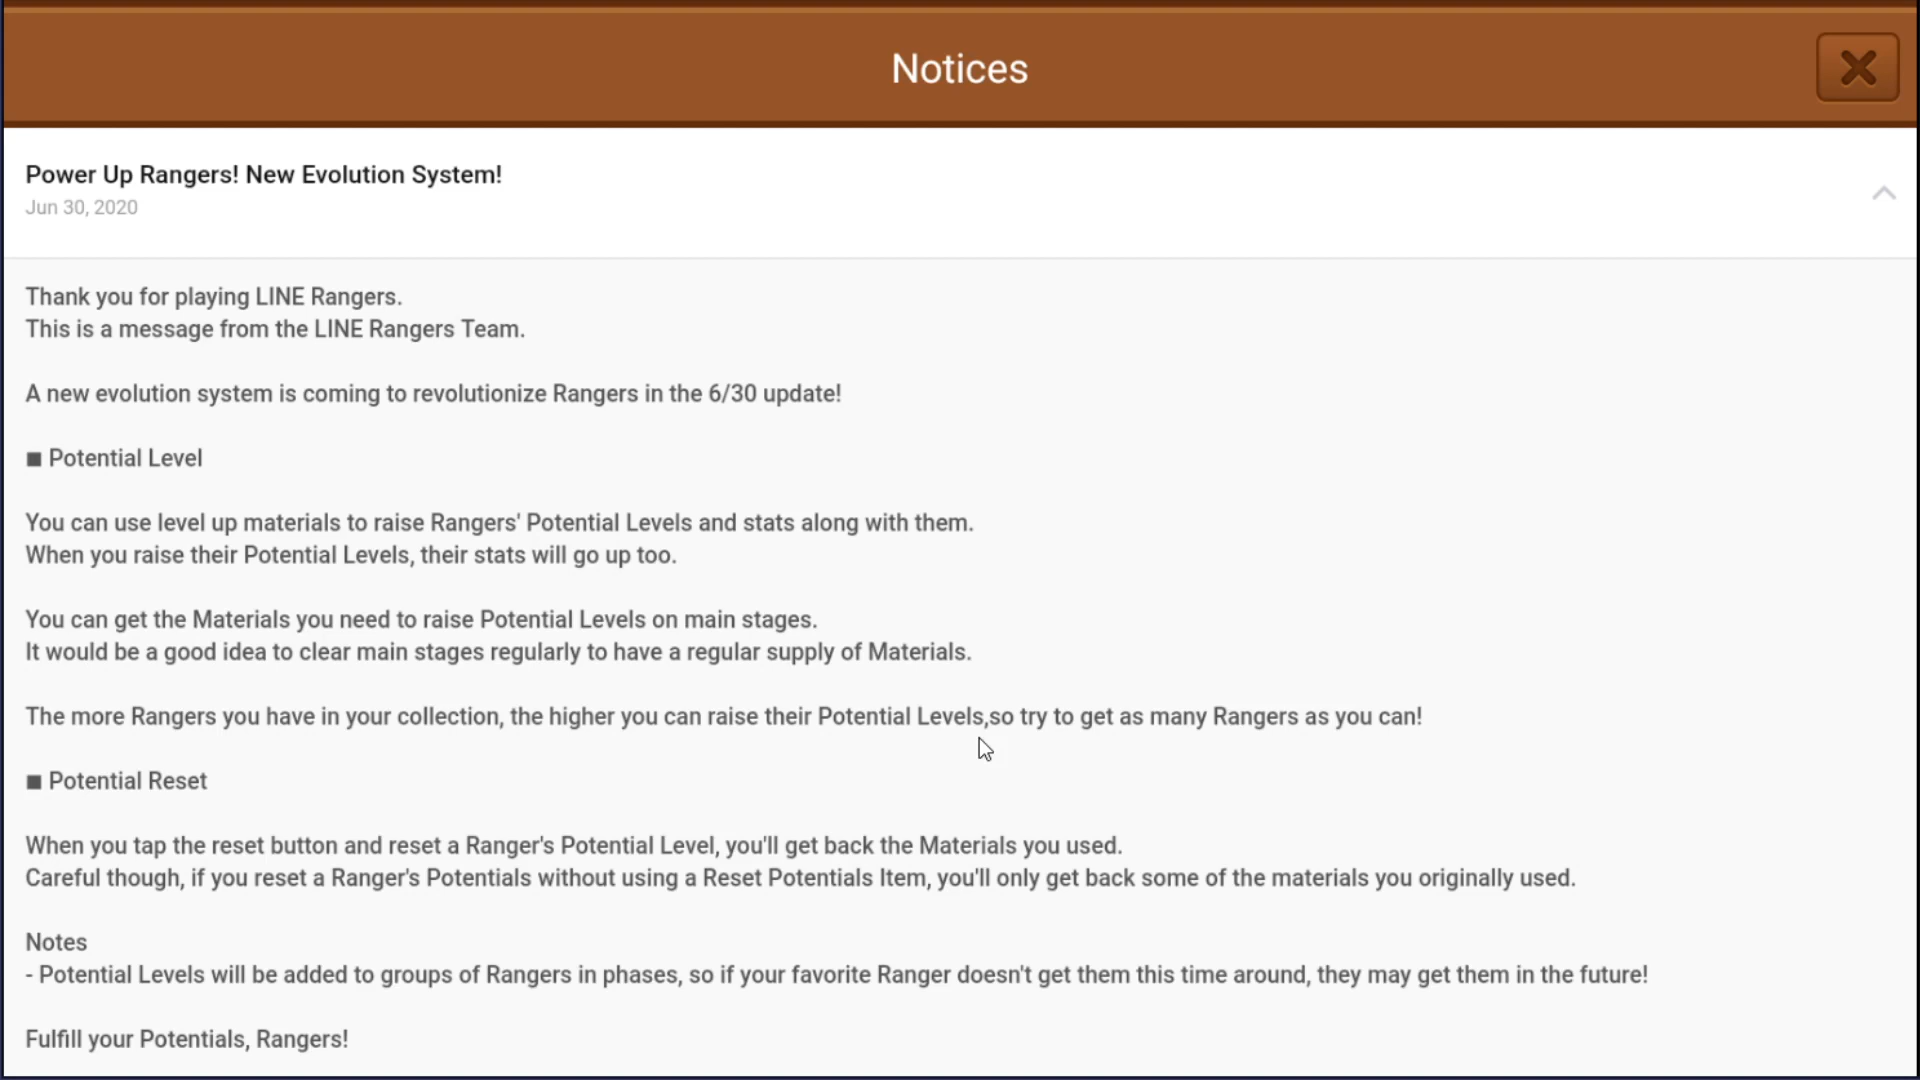 Notices
Power Up Rangers! New Evolution System!
Jun 30, 2020
Thank you for playing LINE Rangers.
This is a message from the LINE Rangers Team.
A new evolution system is coming to revolutionize Rangers in the 6/30 update!
■ Potential Level
You can use level up materials to raise Rangers' Potential Levels and stats along with them.
When you raise their Potential Levels, their stats will go up too.
You can get the Materials you need to raise Potential Levels on main stages.
It would be a good idea to clear main stages regularly to have a regular supply of Materials.
The more Rangers you have in your collection, the higher you can raise their Potential Levels,so try to get as many Rangers as you can!
■ Potential Reset
When you tap the reset button and reset a Ranger's Potential Level, you'll get back the Materials you used.
Careful though, if you reset a Ranger's Potentials without using a Reset Potentials Item, you'll only get back some of the materials you originally used.
Notes
- Potential Levels will be added to groups of Rangers in phases, so if your favorite Ranger doesn't get them this time around, they may get them in the future!
Fulfill your Potentials, Rangers!